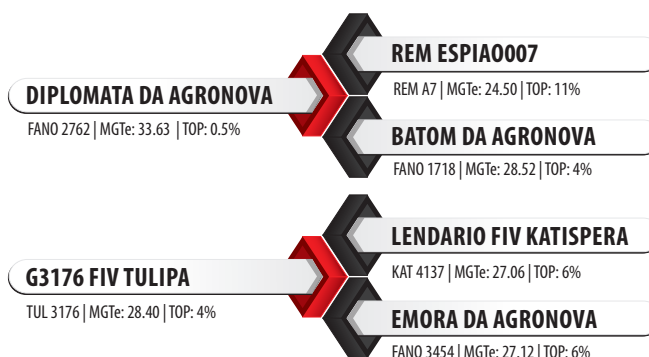 REM ESPIAO007
REM A7 | MGTe: 24.50 | TOP: 11%
DIPLOMATA DA AGRONOVA
FANO 2762 | MGTe: 33.63 | TOP: 0.5%
BATOM DA AGRONOVA
FANO 1718 | MGTe: 28.52 | TOP: 4%
LENDARIO FIV KATISPERA
KAT 4137 | MGTe: 27.06 | TOP: 6%
G3176 FIV TULIPA
TUL 3176 | MGTe: 28.40 | TOP: 4%
EMORA DA AGRONOVA
FANO 3454 | MGTe: 27.12 | TOP: 6%